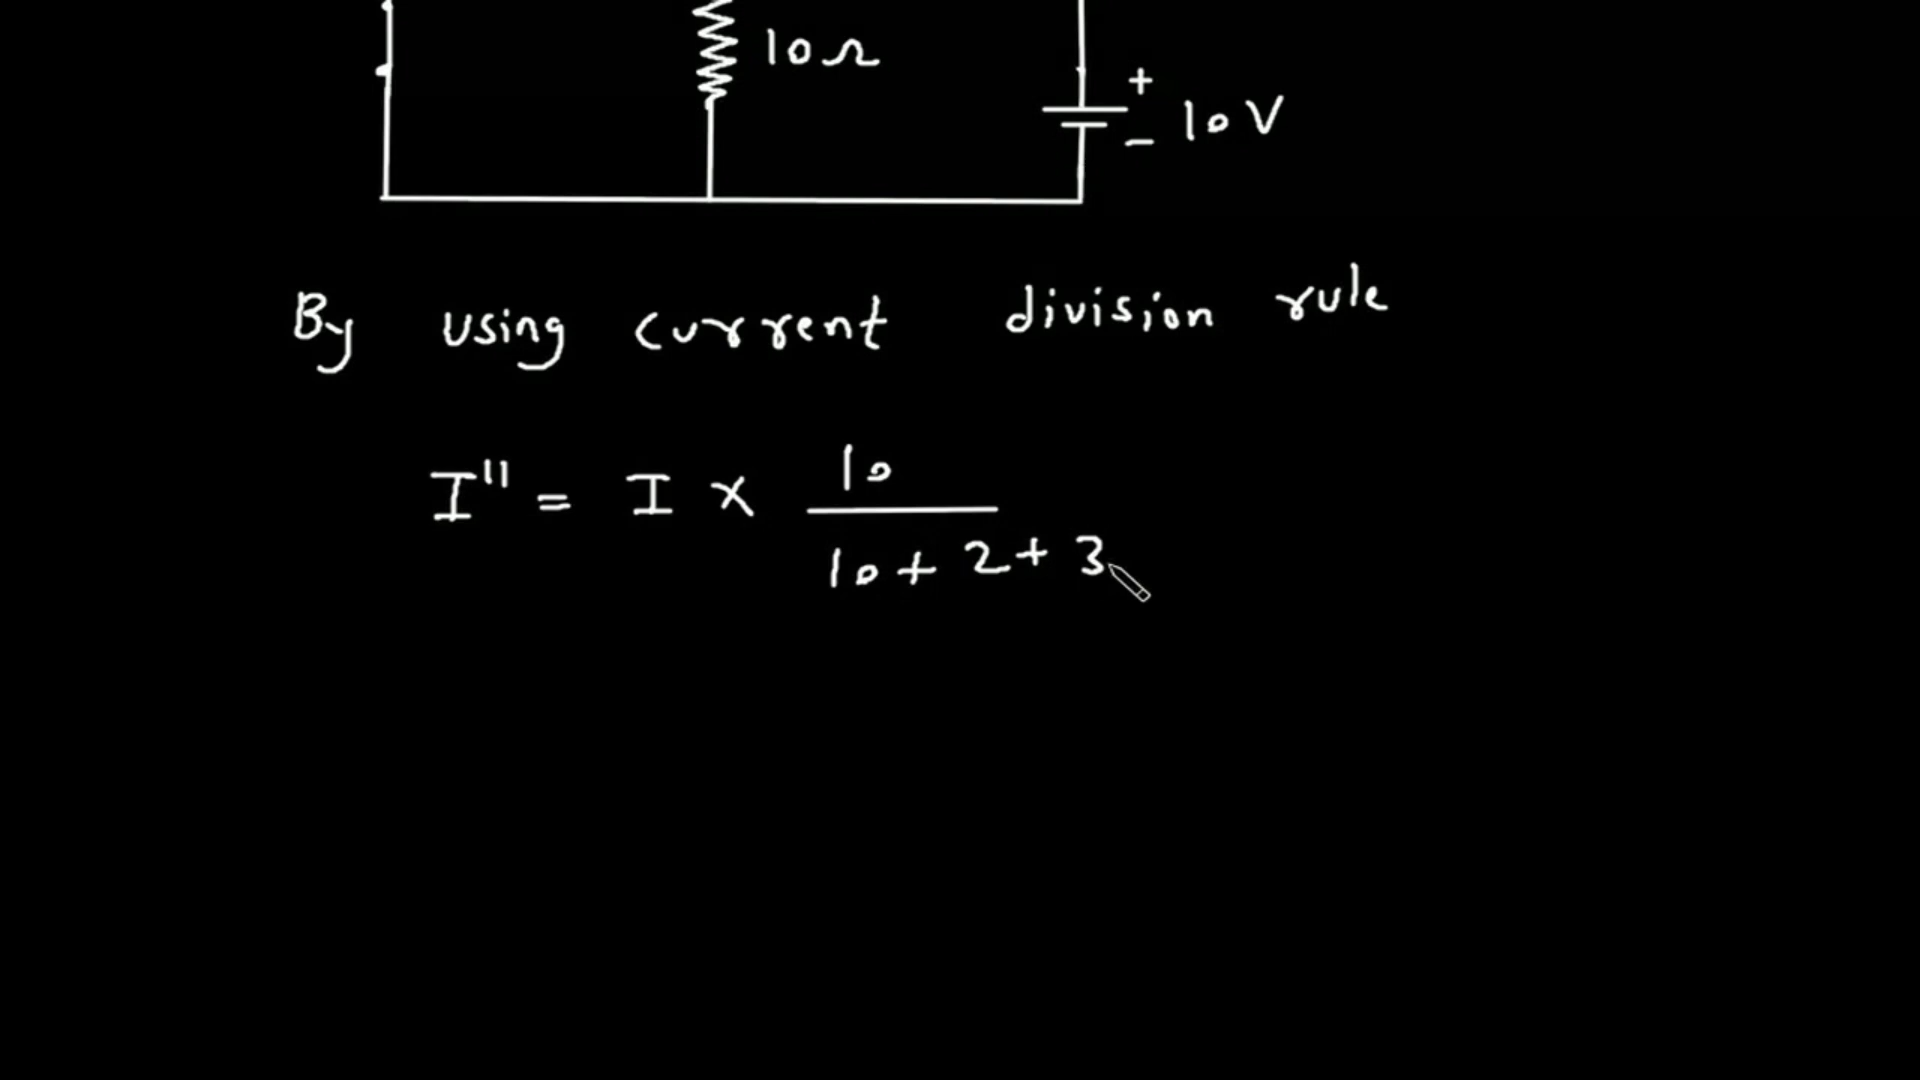 10Ω
+
10V
-
By using current division rule
I" = I × 10
10 + 2 + 3